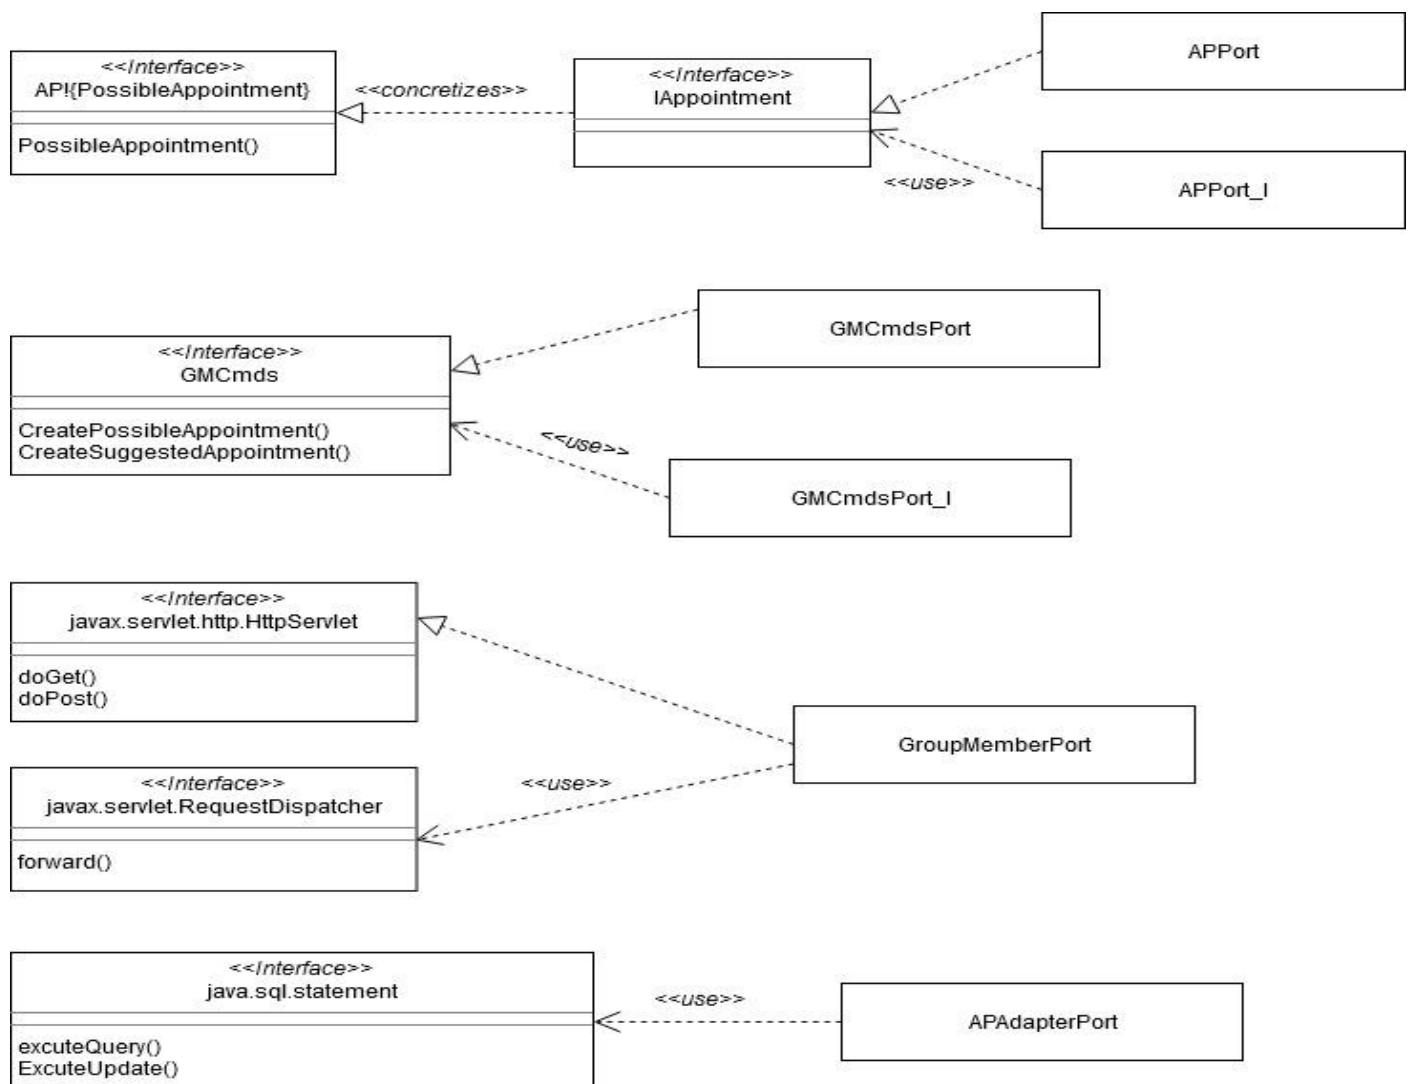 <<Interface>>
AP!{PossibleAppointment}
PossibleAppointment()
<<concretizes>>
<<Interface>>
IAppointment
APPort
<<use>>
APPort_I
<<Interface>>
GMCmds
CreatePossibleAppointment()
CreateSuggestedAppointment()
GMCmdsPort
<<use>>
GMCmdsPort_I
<<Interface>>
javax.servlet.http.HttpServlet
doGet()
doPost()
<<Interface>>
javax.servlet.RequestDispatcher
forward()
<<use>>
GroupMemberPort
<<Interface>>
java.sql.statement
excuteQuery()
ExcuteUpdate()
<<use>>
APAdapterPort